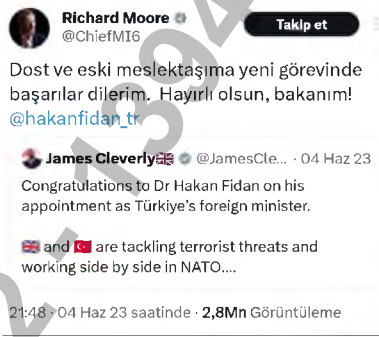 Richard Moore
@ChiefMI6
Takip et
Dost ve eski meslektaşıma yeni görevinde
başarılar dilerim. Hayırlı olsun, bakanım!
@hakanfidan_tr
James Cleverly🇬🇧 @JamesCle... · 04 Haz 23
Congratulations to Dr Hakan Fidan on his
appointment as Türkiye's foreign minister.
🇬🇧 and 🇹🇷 are tackling terrorist threats and
working side by side in NATO....
21:48 · 04 Haz 23 saatinde · 2,8Mn Görüntüleme